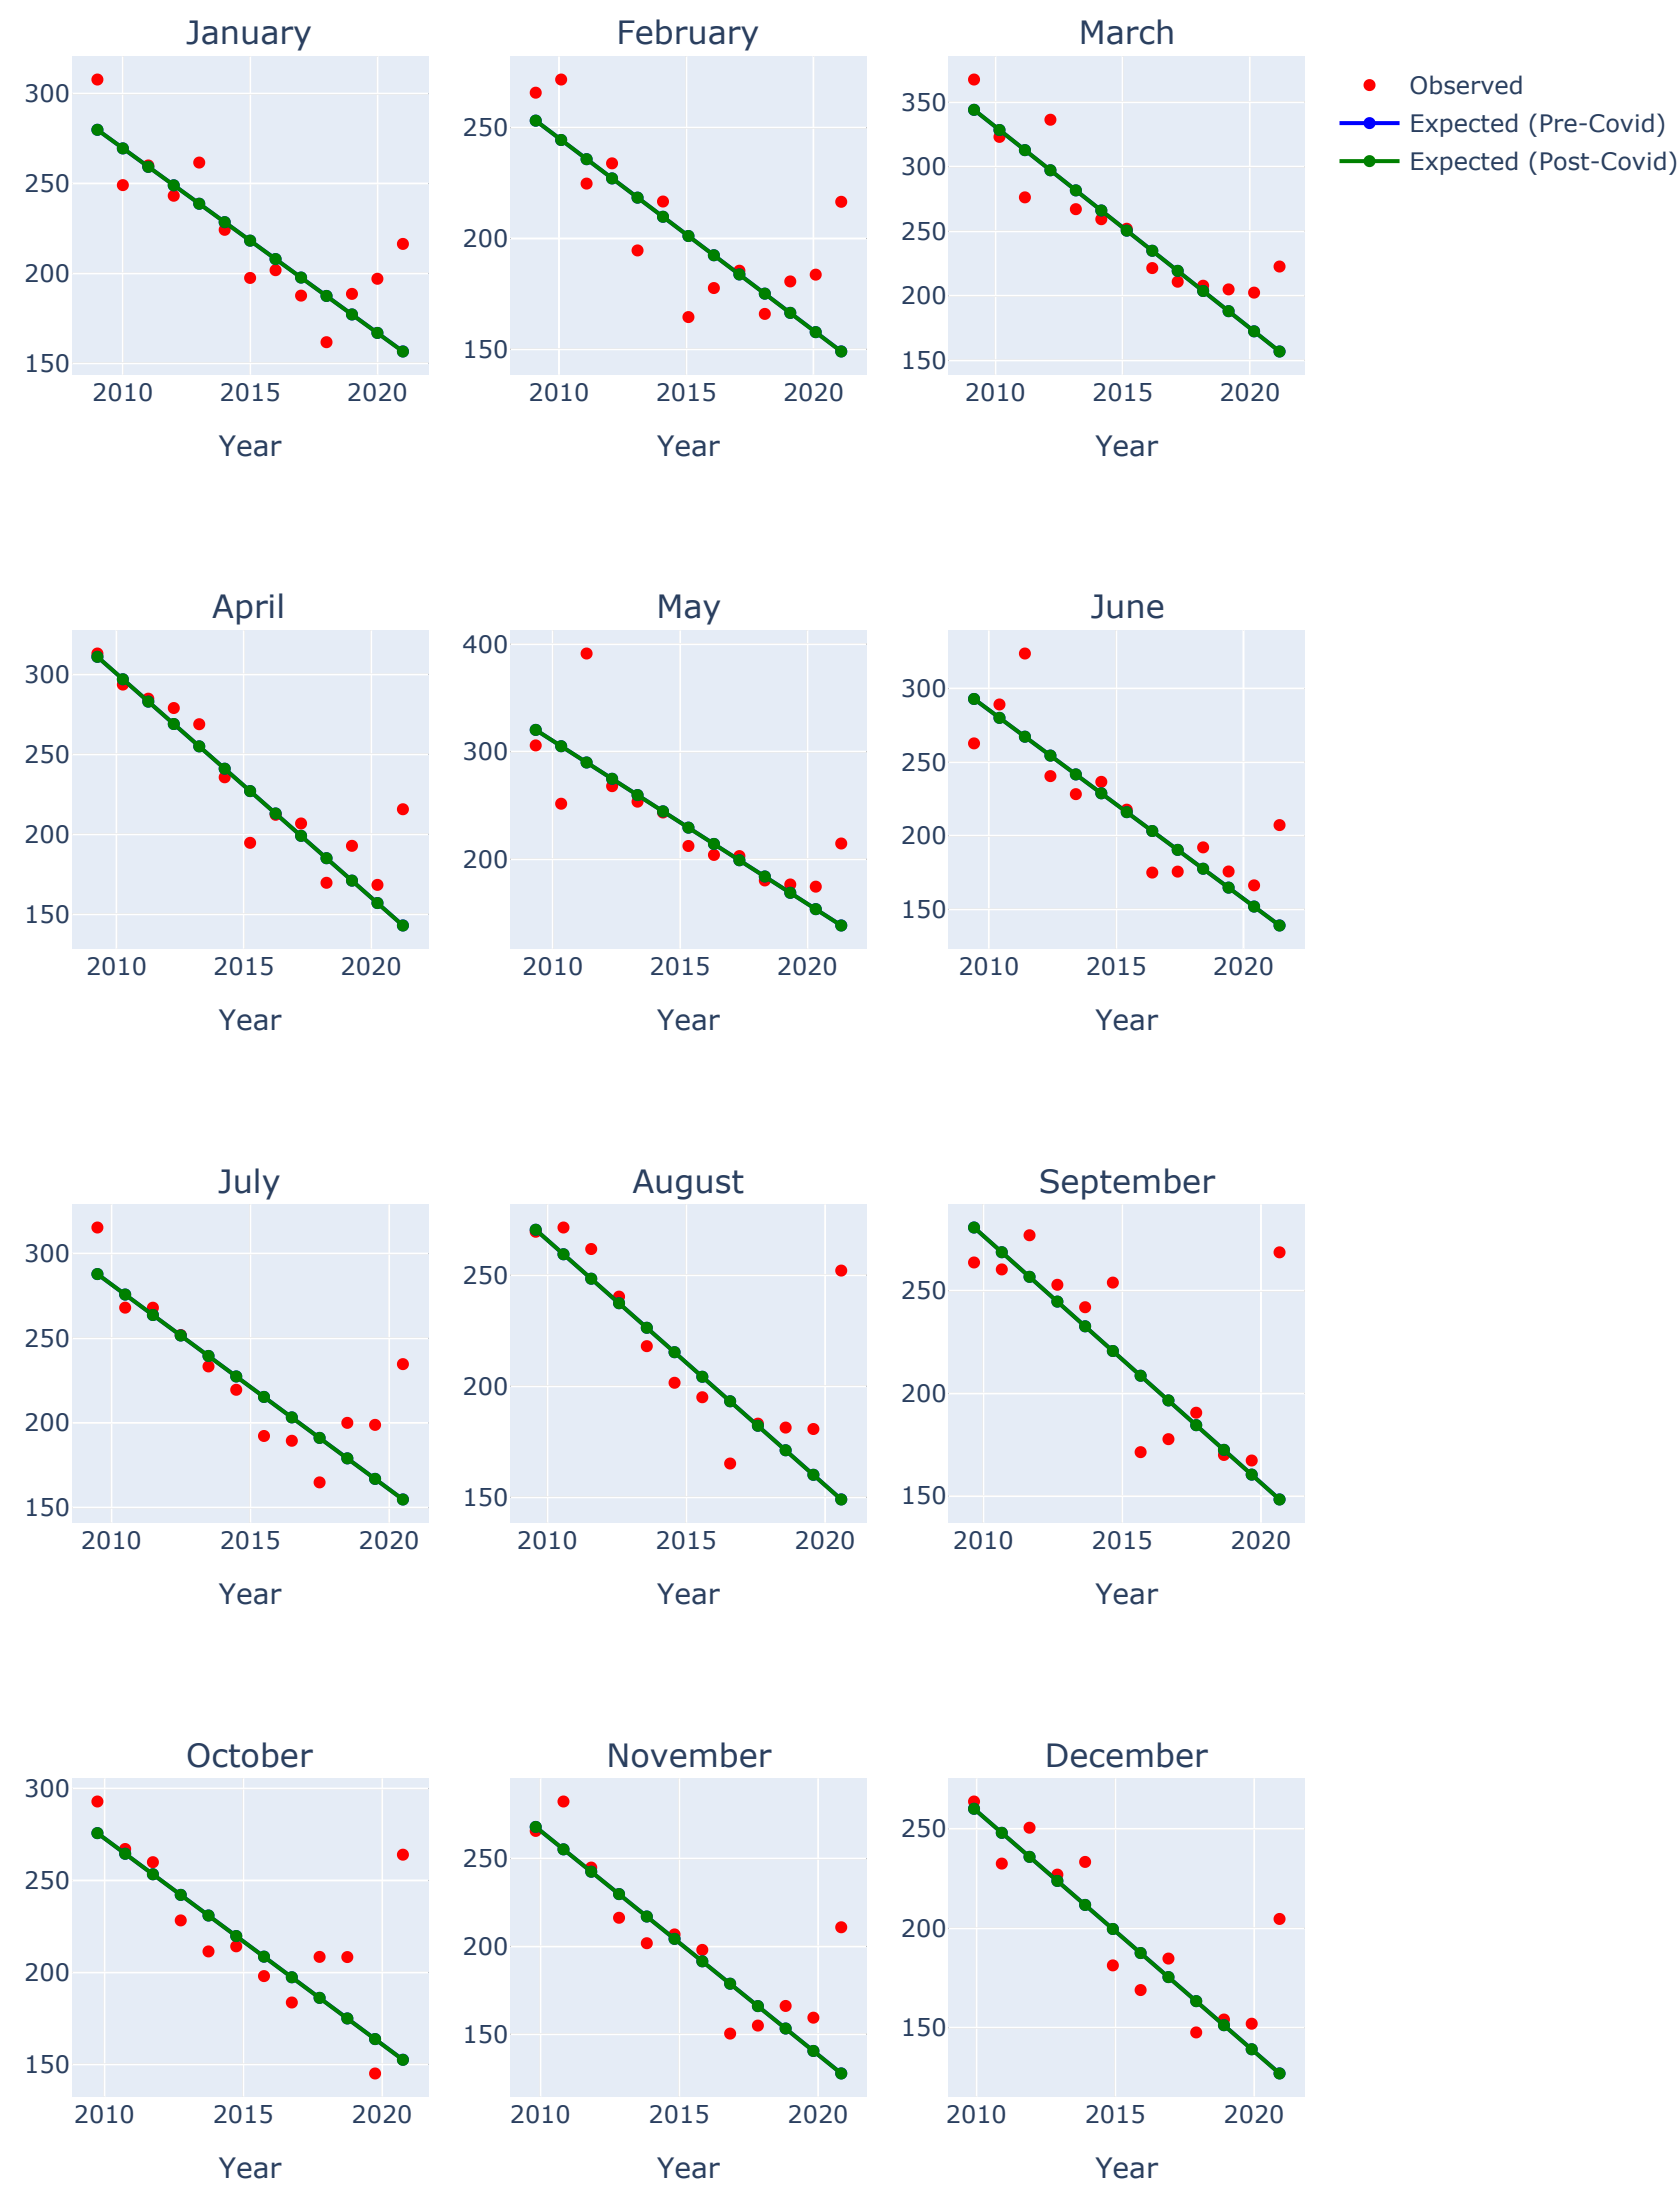 January
February
March
300
250
200
150
2010 2015 2020
Year
250
200
150
2010 2015 2020
Year
350
300
250
200
150
2010 2015 2020
Year
Observed
Expected (Pre-Covid)
Expected (Post-Covid)
April
May
June
300
250
200
150
2010 2015 2020
Year
400
300
200
2010 2015 2020
Year
300
250
200
150
2010 2015 2020
Year
July
August
September
300
250
200
150
2010 2015 2020
Year
250
200
150
2010 2015 2020
Year
250
200
150
2010 2015 2020
Year
October
November
December
300
250
200
150
2010 2015 2020
Year
250
200
150
2010 2015 2020
Year
250
200
150
2010 2015 2020
Year